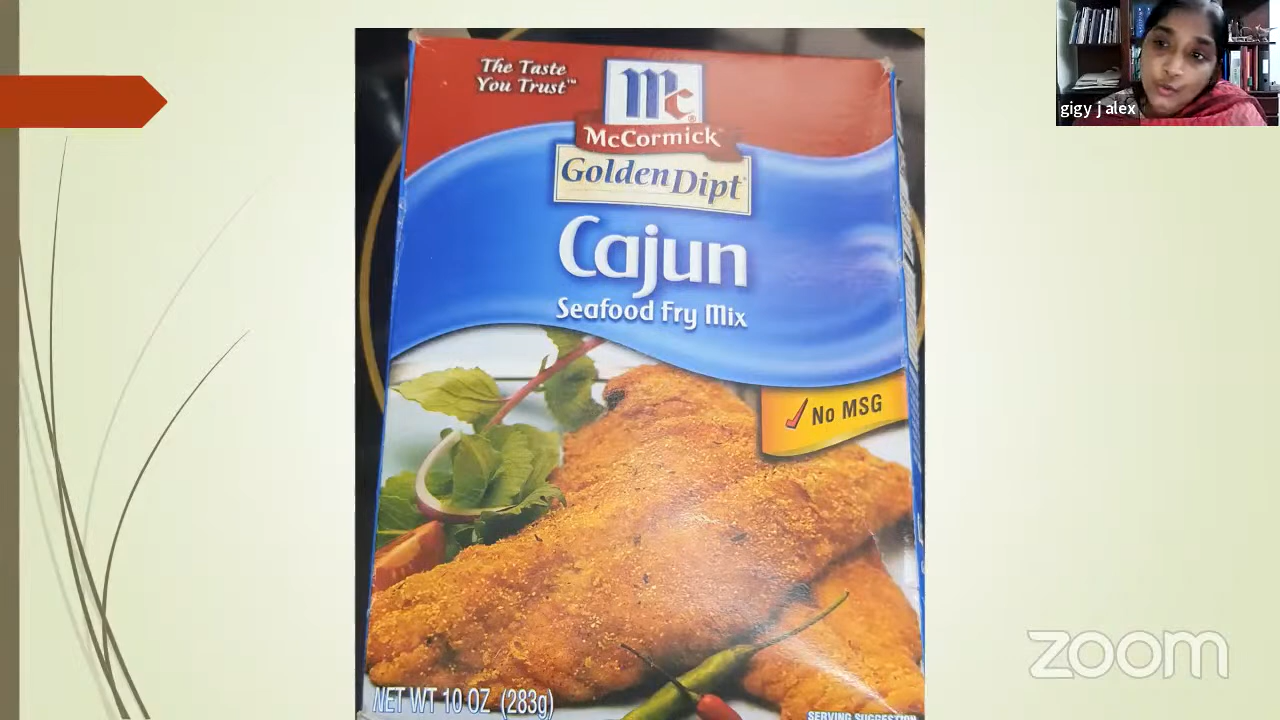 The Taste
You Trust™
Mc®
McCormick®
Golden Dipt®
Cajun
Seafood Fry Mix
No MSG
NET WT 10 OZ (283g)
SERVING SUGGESTION
gigy j alex
zoom